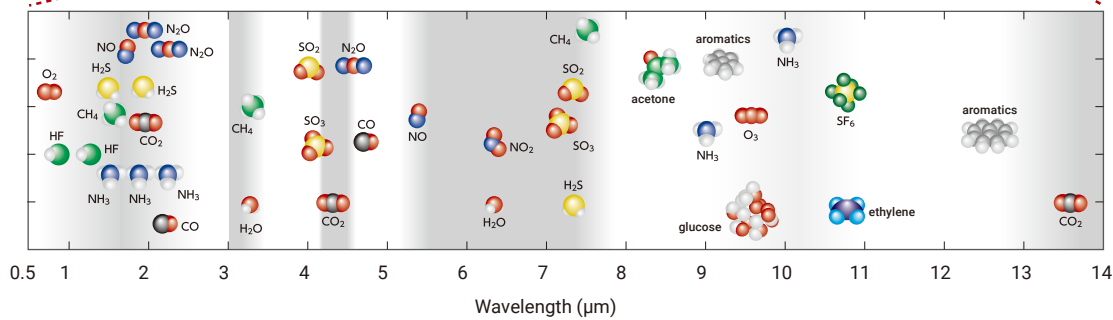 N₂O
NO
N₂O
O₂
H₂S
H₂S
CH₄
CO₂
HF
HF
NH₃
NH₃
NH₃
CO
CH₄
H₂O
SO₂
N₂O
SO₃
CO
CO₂
NO
NO₂
H₂O
CH₄
SO₂
SO₃
H₂S
acetone
aromatics
NH₃
NH₃
O₃
glucose
SF₆
ethylene
aromatics
CO₂
0.5 1 2 3 4 5 6 7 8 9 10 11 12 13 14
Wavelength (µm)